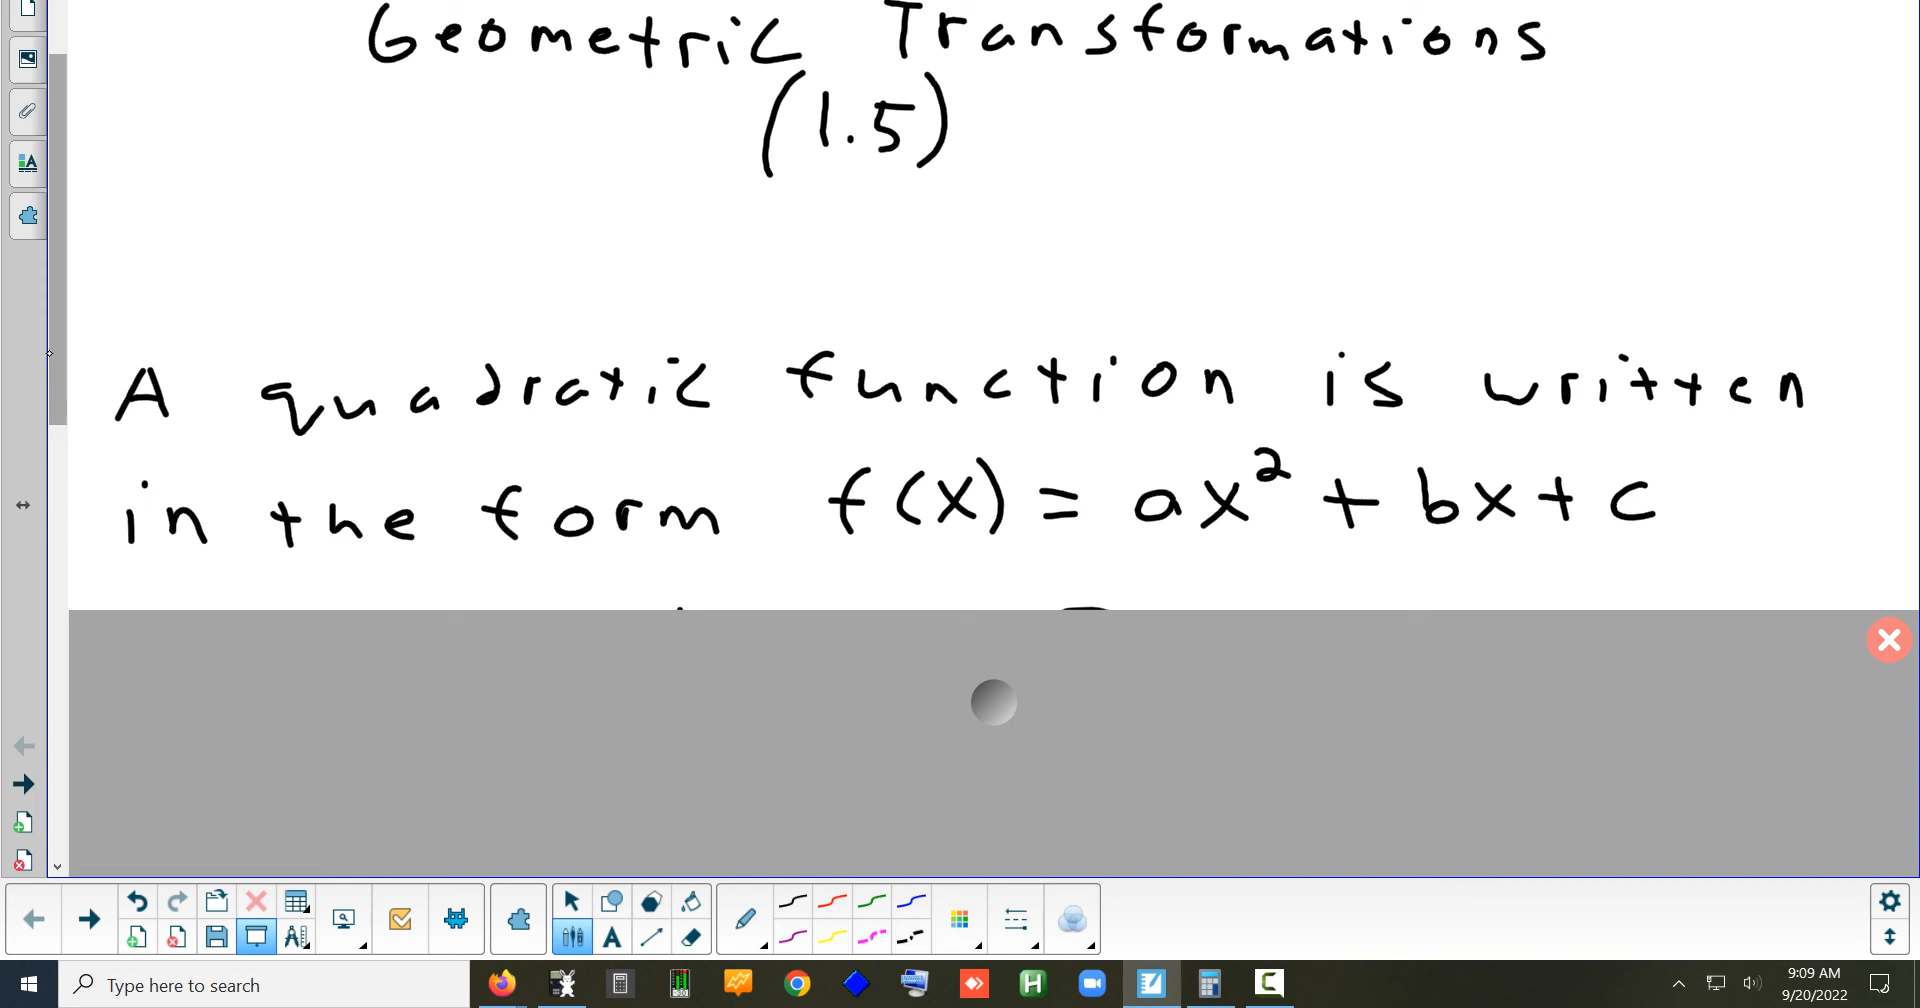 Geometric Transformations
(1.5)
A quadratic function is written
in the form f(x) = ax² + bx + c
Type here to search
9:09 AM
9/20/2022